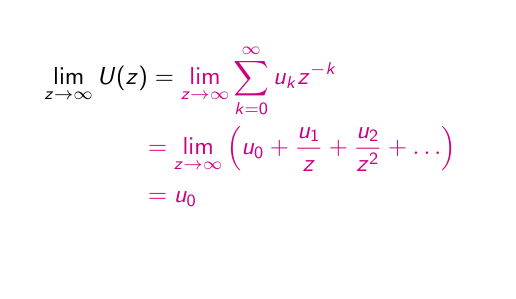 lim_{z→∞} U(z) = lim_{z→∞} ∑_{k=0}^{∞} u_k z^{−k}
= lim_{z→∞} (u_0 + u_1/z + u_2/z^2 + …)
= u_0